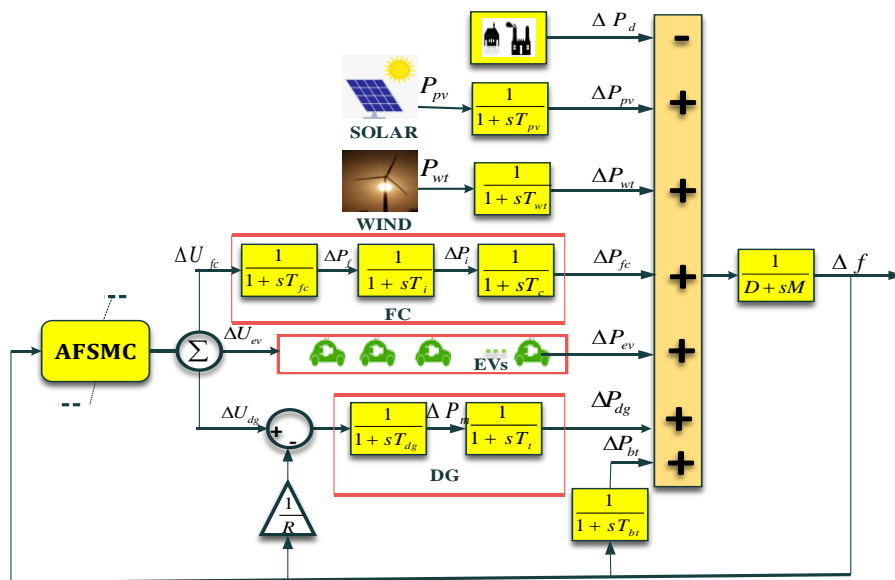 Δ P_d
-
P_pv
1
1 + sT_pv
ΔP_pv
+
SOLAR
P_wt
1
1 + sT_wt
ΔP_wt
+
WIND
ΔU_fc
1
1 + sT_fc
ΔP_f
1
1 + sT_i
ΔP_i
1
1 + sT_c
ΔP_fc
+
FC
1
D + sM
Δ f
AFSMC
Σ
ΔU_ev
EVs
ΔP_ev
+
ΔU_dg
+
-
1
1 + sT_dg
Δ P_m
1
1 + sT_t
DG
ΔP_dg
+
ΔP_bt
+
1
R
1
1 + sT_bt